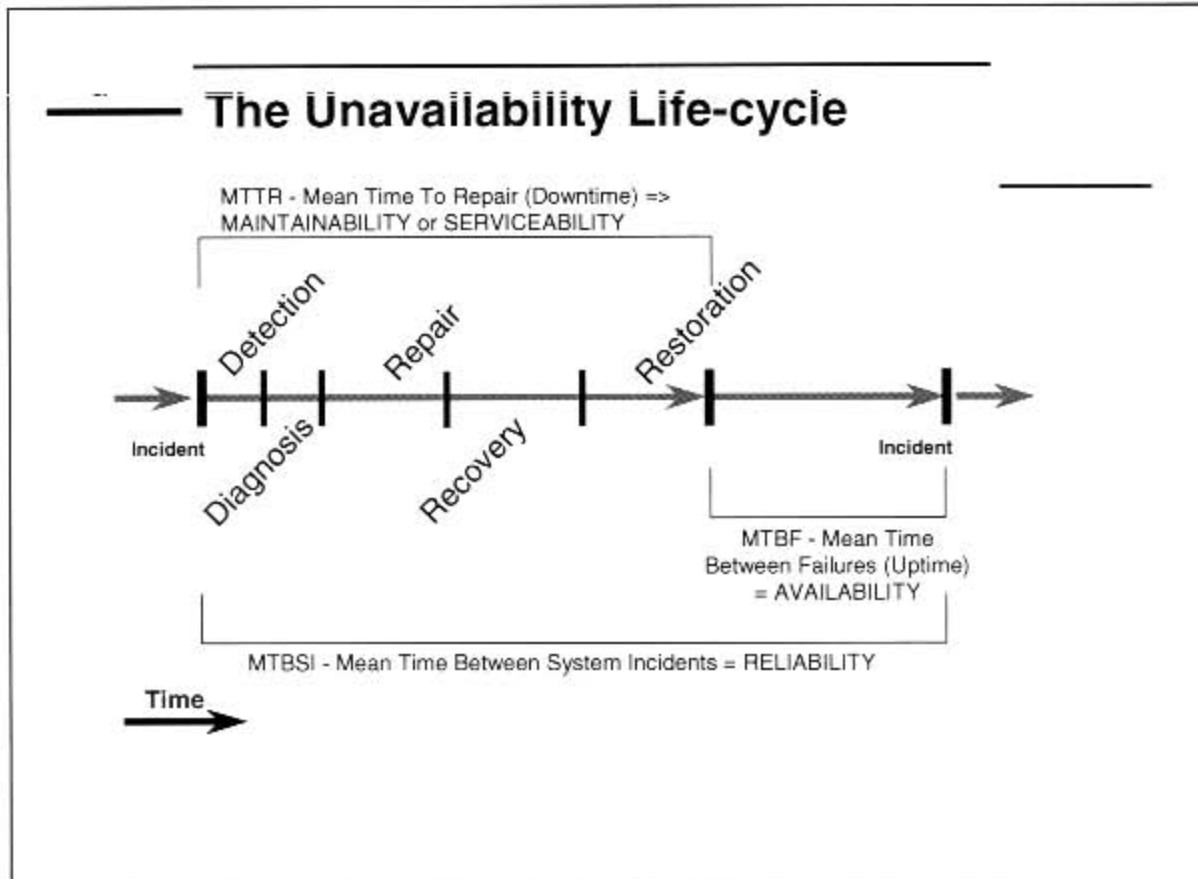 The Unavailability Life-cycle
MTTR - Mean Time To Repair (Downtime) =>
MAINTAINABILITY or SERVICEABILITY
Detection
Repair
Restoration
Incident
Diagnosis
Recovery
Incident
MTBF - Mean Time
Between Failures (Uptime)
= AVAILABILITY
MTBSI - Mean Time Between System Incidents = RELIABILITY
Time